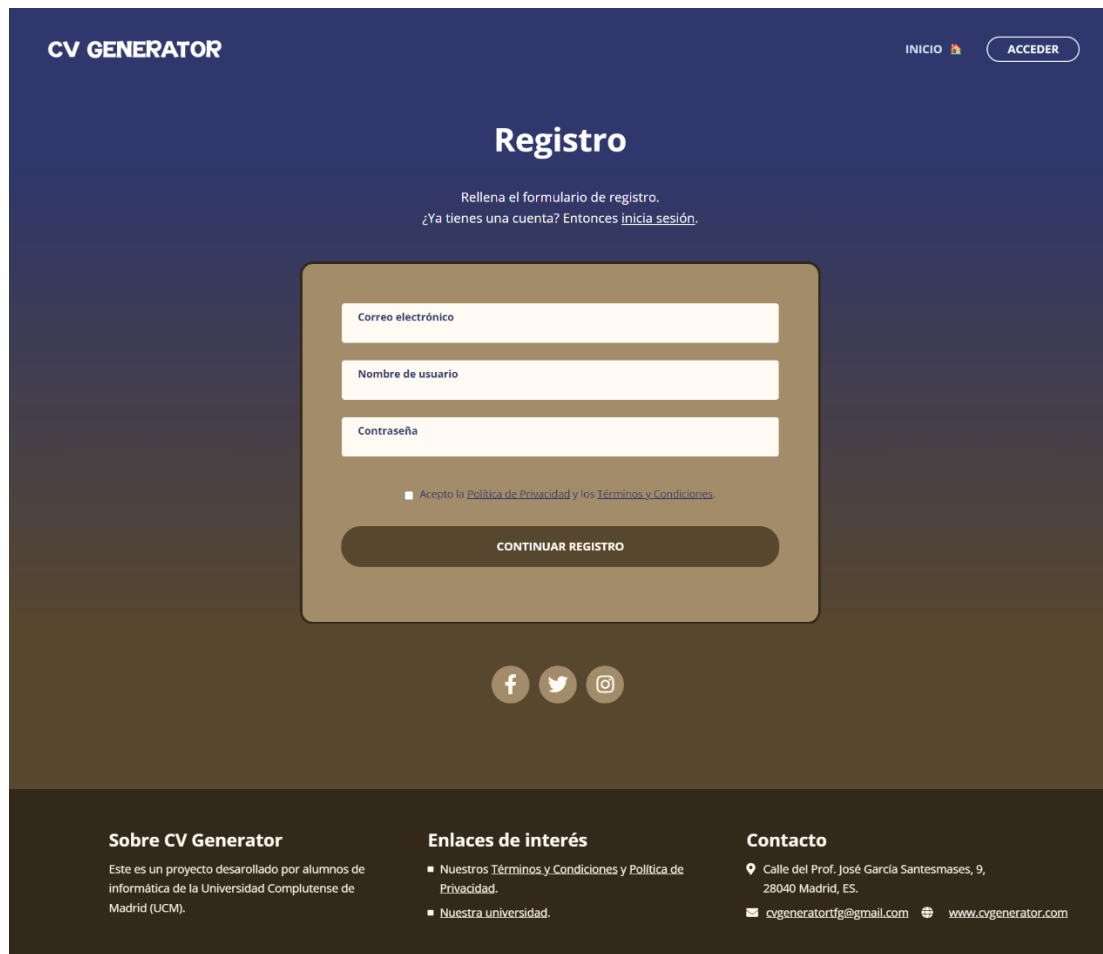 CV GENERATOR
INICIO
ACCEDER
Registro
Rellena el formulario de registro.
¿Ya tienes una cuenta? Entonces inicia sesión.
Correo electrónico
Nombre de usuario
Contraseña
Acepto la Política de Privacidad y los Términos y Condiciones.
CONTINUAR REGISTRO
Sobre CV Generator
Este es un proyecto desarollado por alumnos de
informática de la Universidad Complutense de
Madrid (UCM).
Enlaces de interés
Nuestros Términos y Condiciones y Política de
Privacidad.
Nuestra universidad.
Contacto
Calle del Prof. José García Santesmases, 9,
28040 Madrid, ES.
cvgeneratortfg@gmail.com www.cvgenerator.com